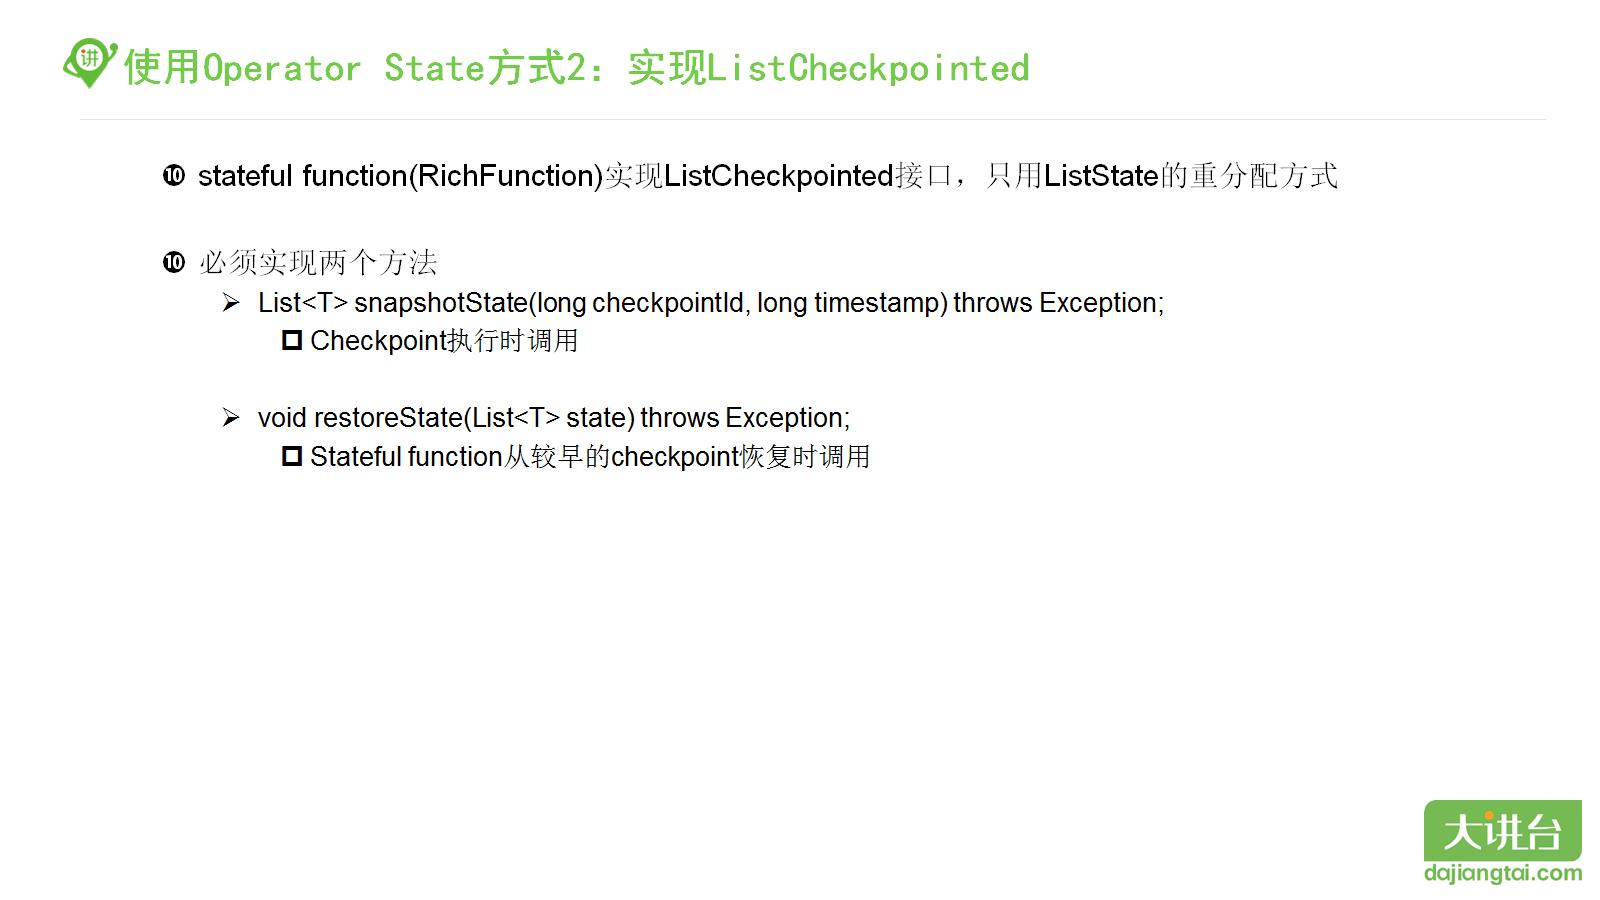 讲
使用Operator State方式2：实现ListCheckpointed
⓾ stateful function(RichFunction)实现ListCheckpointed接口，只用ListState的重分配方式
⓾ 必须实现两个方法
List<T> snapshotState(long checkpointId, long timestamp) throws Exception;
Checkpoint执行时调用
void restoreState(List<T> state) throws Exception;
Stateful function从较早的checkpoint恢复时调用
大讲台
dajiangtai.com